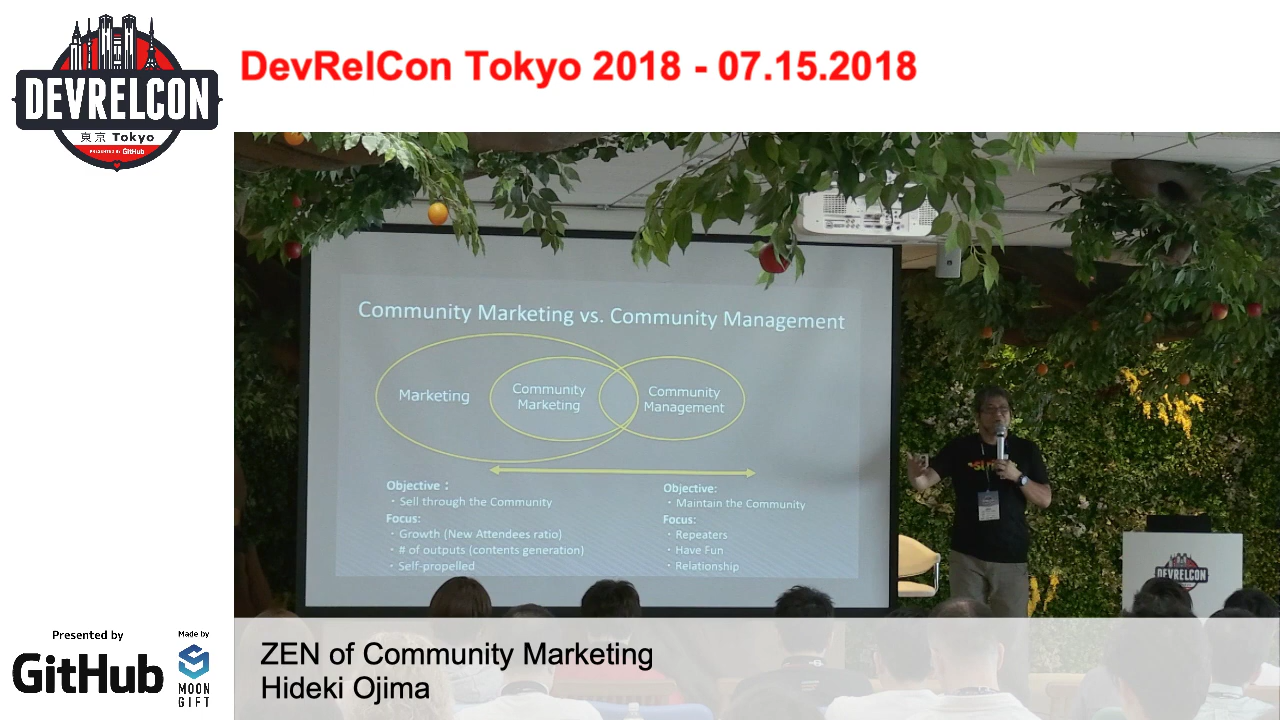 DEVRELCON
東京 Tokyo
PRESENTED BY GitHub
DevRelCon Tokyo 2018 - 07.15.2018
Community Marketing vs. Community Management
Marketing
Community
Marketing
Community
Management
Objective：
・Sell through the Community
Focus:
・Growth (New Attendees ratio)
・# of outputs (contents generation)
・Self-propelled
Objective:
・Maintain the Community
Focus:
・Repeaters
・Have Fun
・Relationship
DEVRELCON
Presented by
GitHub
Made by
MOON
GIFT
ZEN of Community Marketing
Hideki Ojima